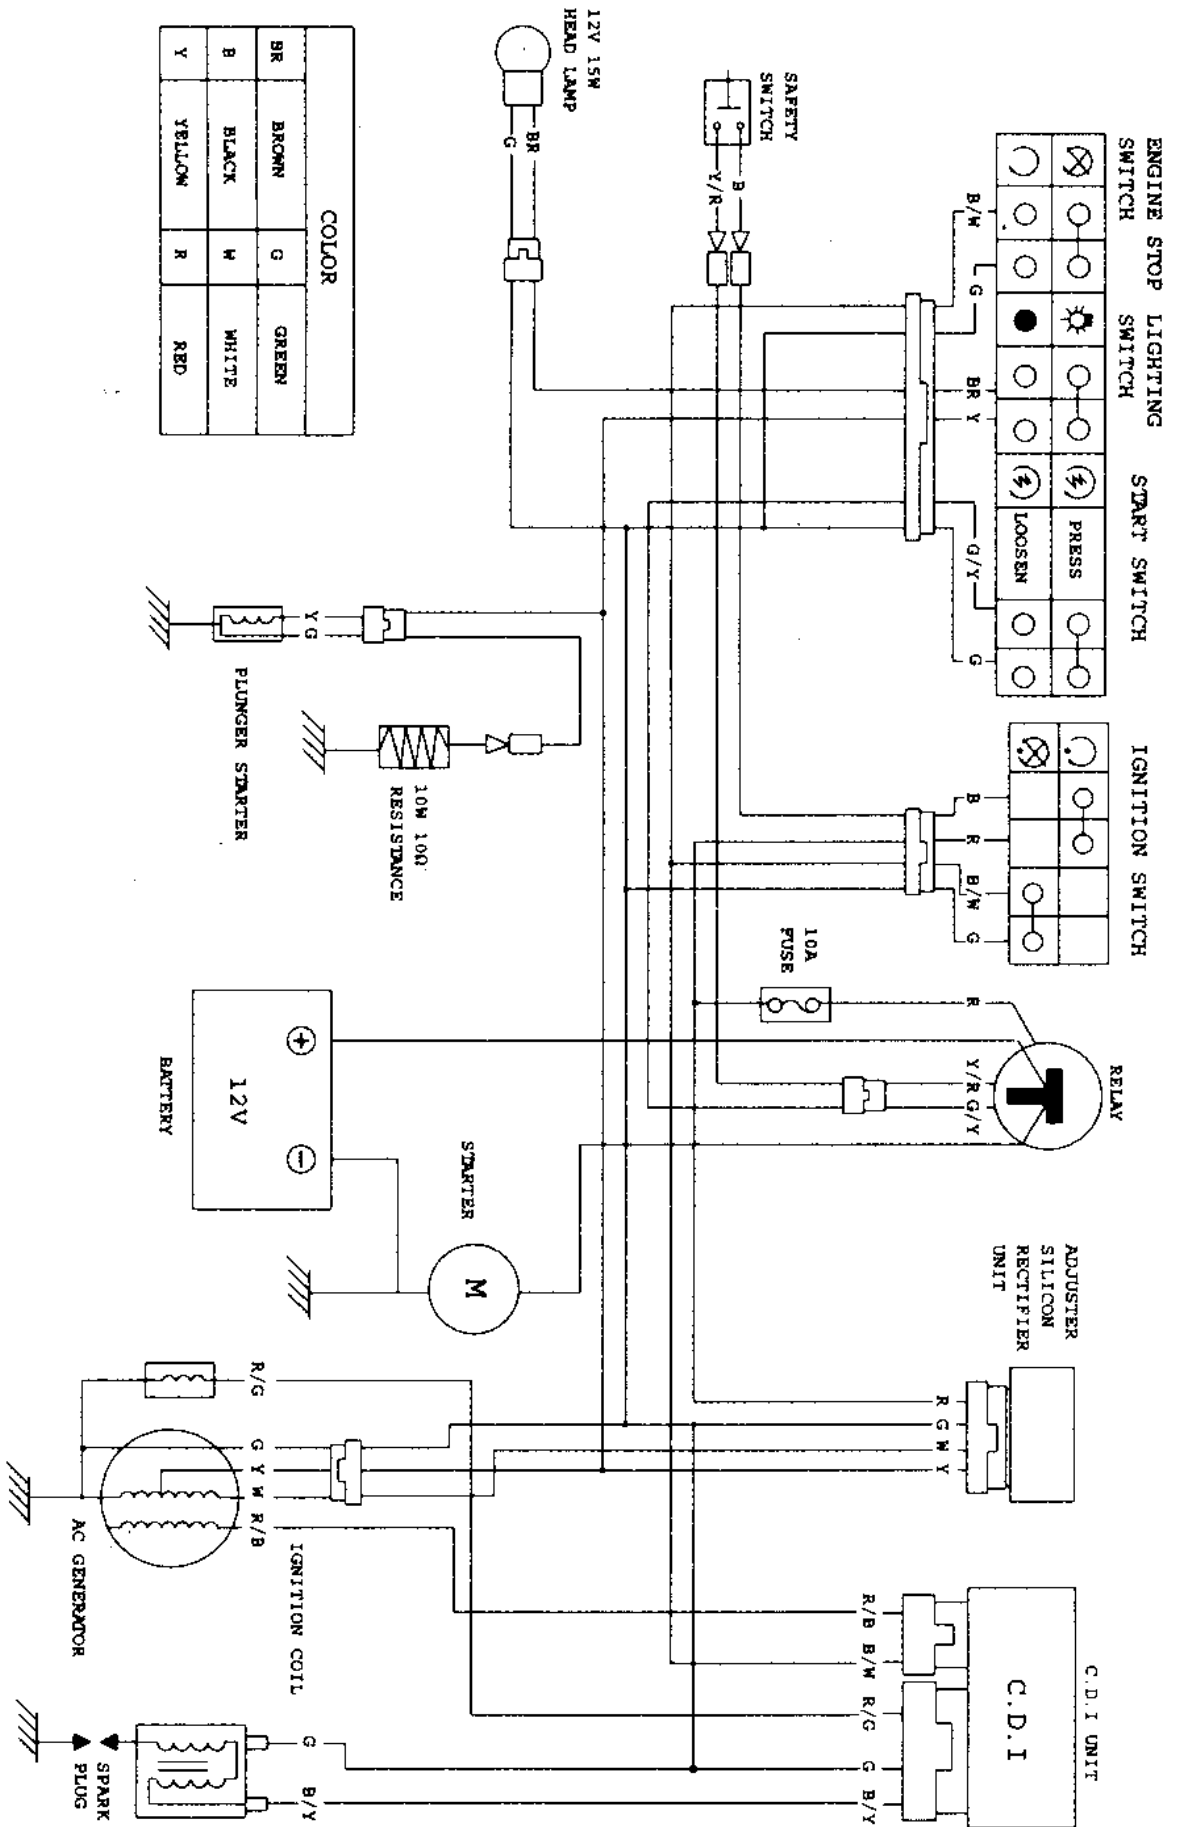 ENGINE STOP
SWITCH
LIGHTING
SWITCH
START SWITCH
PRESS
LOOSEN
B/W
G
BR
Y
G/Y
G
IGNITION SWITCH
B
R
B/W
G
RELAY
R
Y/R
G/Y
10A
FUSE
ADJUSTER
SILICON
RECTIFIER
UNIT
R
G
W
Y
C.D.I UNIT
C.D.I
R/B
B/W
R/G
G
B/Y
SAFETY
SWITCH
B
Y/R
12V 15W
HEAD LAMP
BR
G
COLOR
BR
BROWN
G
GREEN
B
BLACK
W
WHITE
Y
YELLOW
R
RED
Y
G
PLUNGER STARTER
10W 10Ω
RESISTANCE
+
12V
−
BATTERY
STARTER
M
R/G
G
Y
W
R/B
AC GENERATOR
IGNITION COIL
G
B/Y
SPARK
PLUG